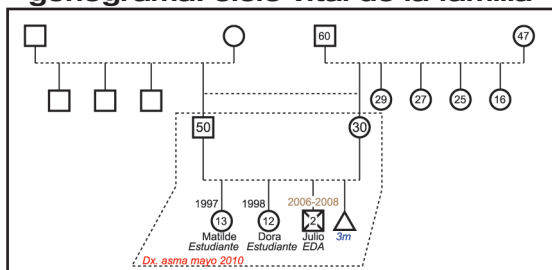 genograma: ciclo vital de la familia
60
47
29
27
25
16
50
30
1997
1998
2006-2008
13
12
2
3m
Matilde
Dora
Julio
Estudiante
Estudiante
EDA
Dx. asma mayo 2010